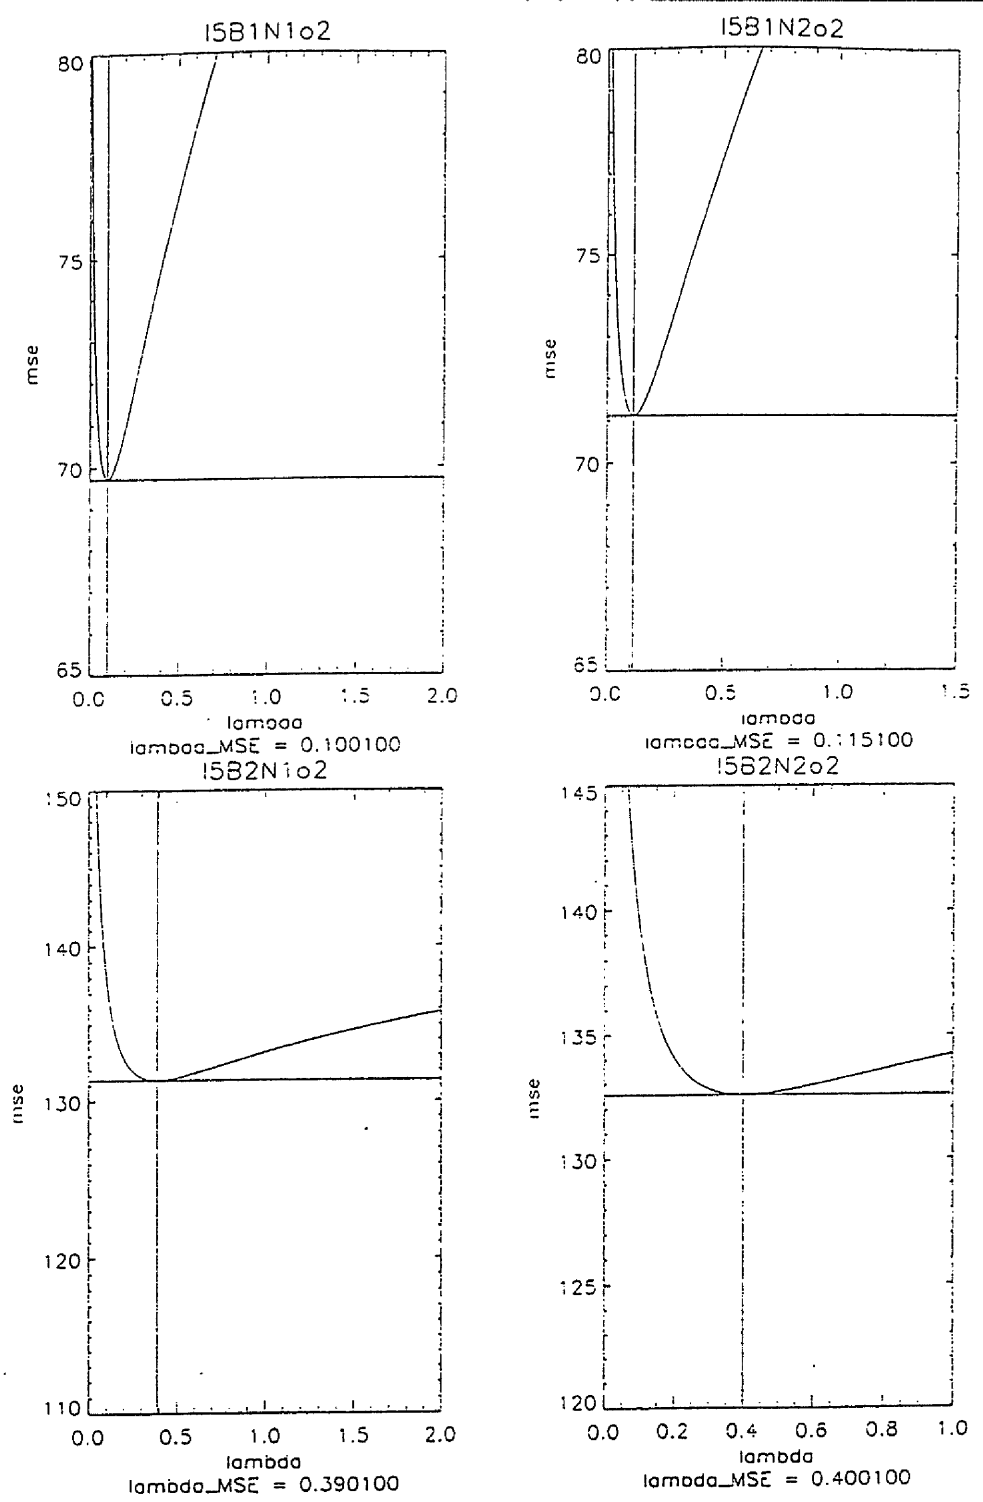 I5B1N1o2
80
75
70
65
mse
0.0 0.5 1.0 1.5 2.0
lambda
lambda_MSE = 0.100100
I5B1N2o2
80
75
70
65
mse
0.0 0.5 1.0 1.5
lambda
lambda_MSE = 0.115100
I5B2N1o2
150
140
130
120
110
mse
0.0 0.5 1.0 1.5 2.0
lambda
lambda_MSE = 0.390100
I5B2N2o2
145
140
135
130
125
120
mse
0.0 0.2 0.4 0.6 0.8 1.0
lambda
lambda_MSE = 0.400100